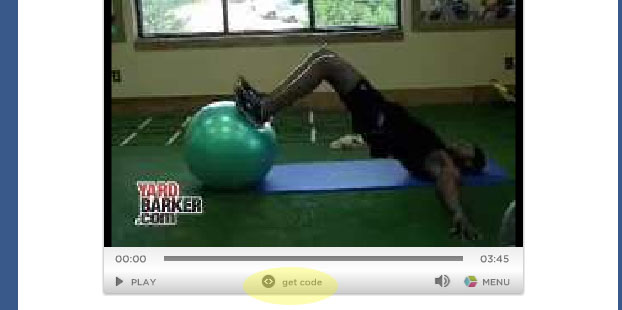 YARD
BARKER
.com
00:00 03:45
PLAY get code MENU